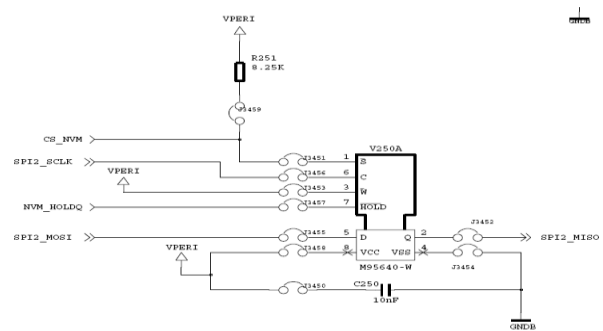 VPERI
GNDB
R251
8.25K
J3459
CS_NVM
V250A
J3451 1 S
SPI2_SCLK
J3456 6 C
VPERI
J3453 3 W
NVM_HOLDQ
J3457 7 HOLD
J3452
SPI2_MOSI
J3455 5 D Q 2
SPI2_MISO
VPERI
J3458 8 VCC VSS 4
M95640-W
J3454
J3450
C250
10nF
GNDB